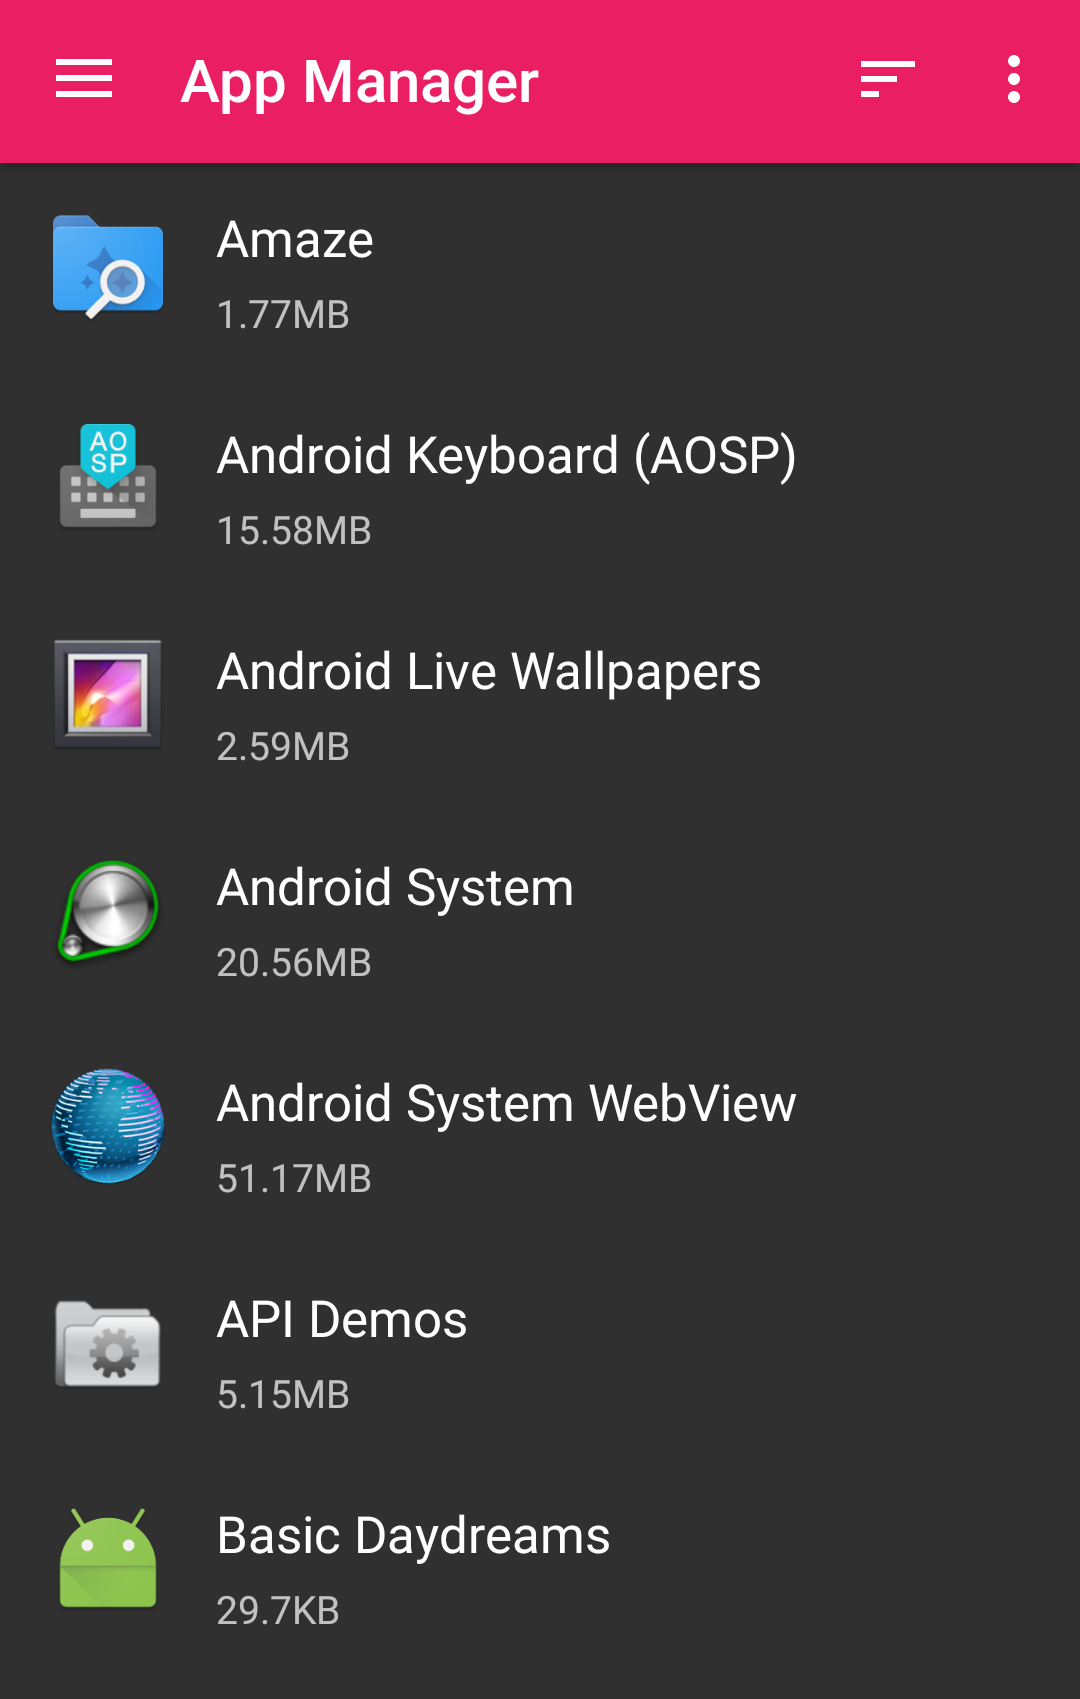 App Manager
Amaze
1.77MB
AO
SP
Android Keyboard (AOSP)
15.58MB
Android Live Wallpapers
2.59MB
Android System
20.56MB
Android System WebView
51.17MB
API Demos
5.15MB
Basic Daydreams
29.7KB